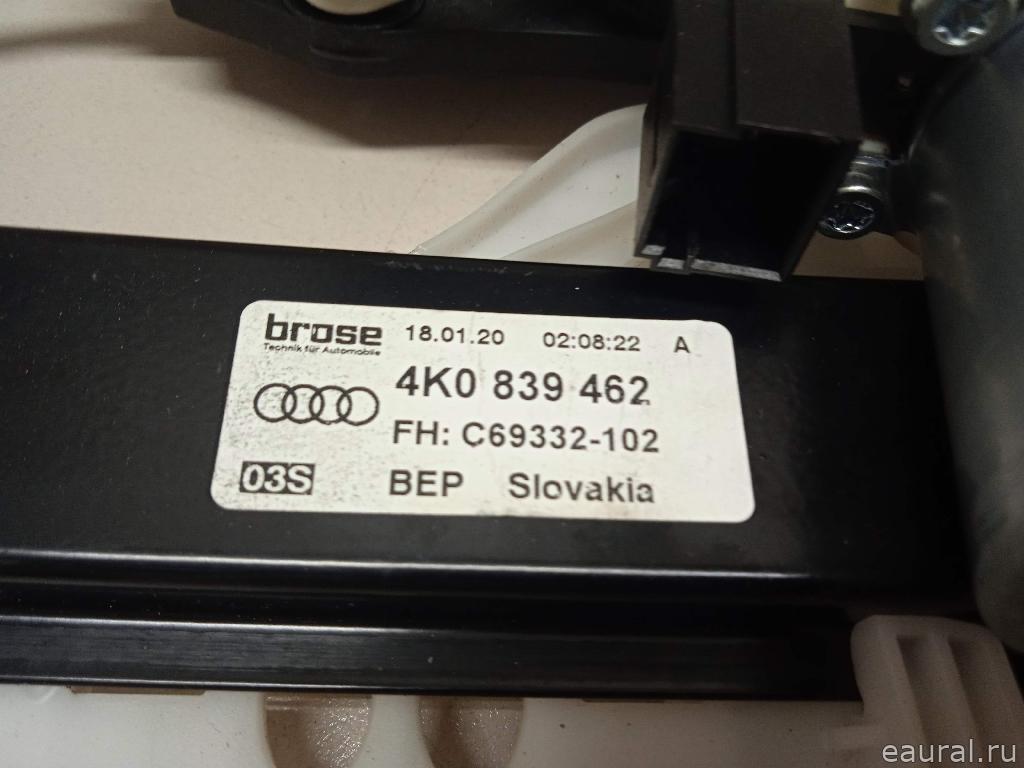 brose 18.01.20 02:08:22 A
Technik für Automobile
4K0 839 462
FH: C69332-102
03S BEP Slovakia
eaural.ru